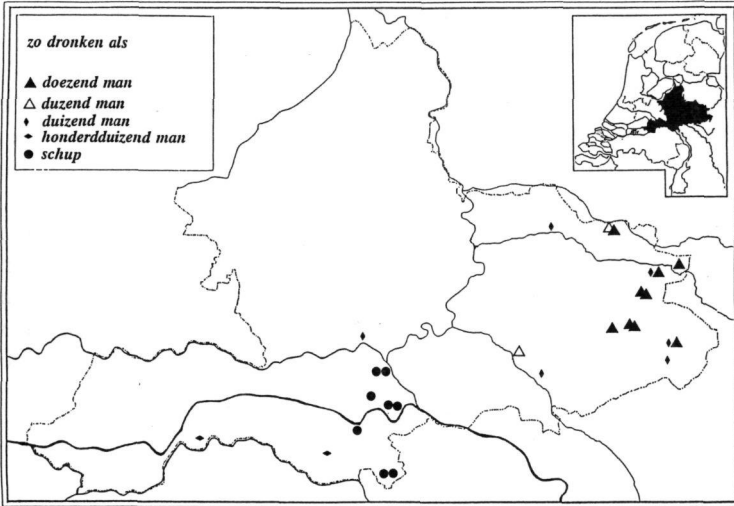 zo dronken als
doezend man
duzend man
duizend man
honderdduizend man
schup